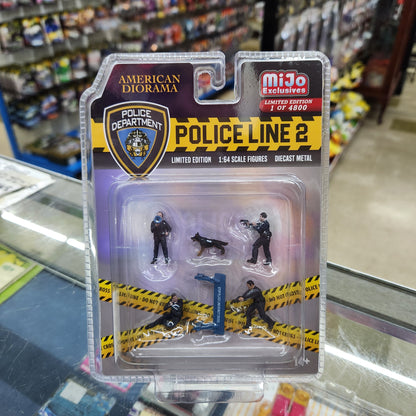 AMERICAN
DIORAMA
MiJo
Exclusives
LIMITED EDITION
1 OF 4800
POLICE
DEPARTMENT
POLICE LINE 2
LIMITED EDITION
1:64 SCALE FIGURES
DIECAST METAL
14+